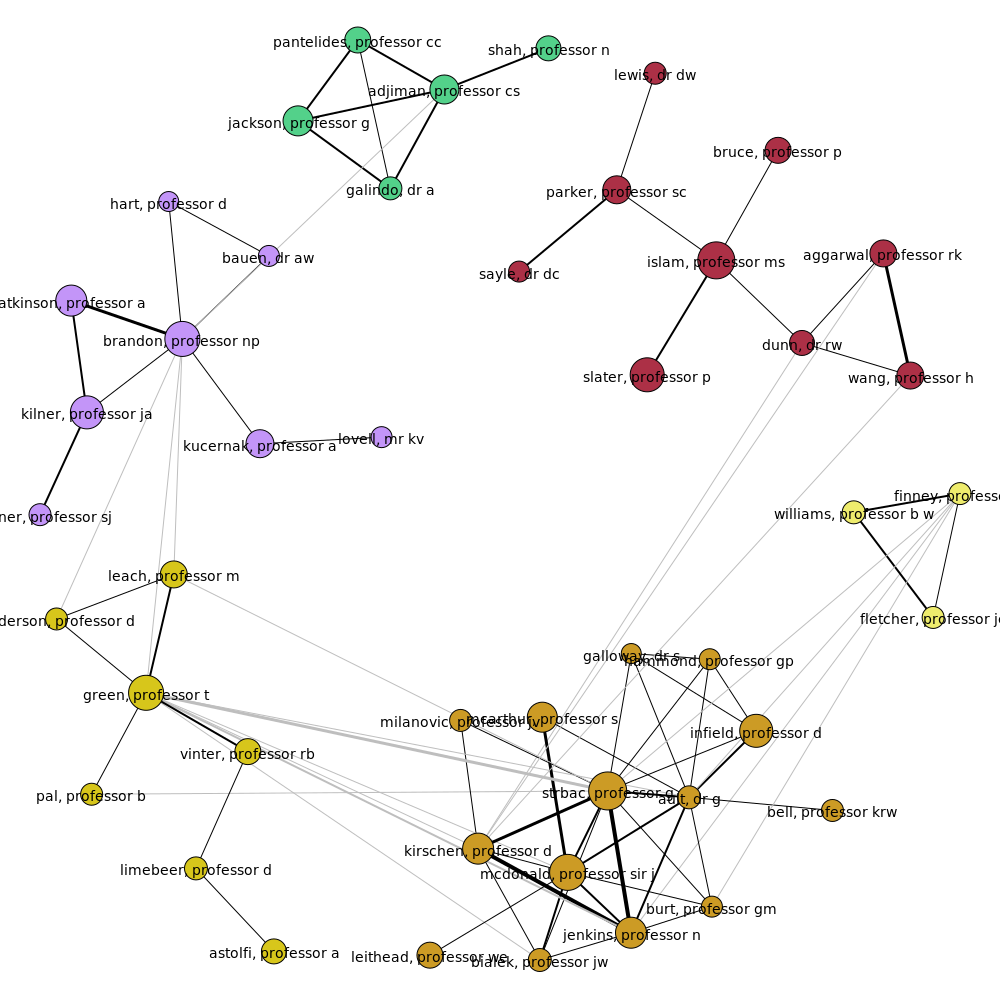 pantelides, professor cc
shah, professor n
lewis, dr dw
adjiman, professor cs
jackson, professor g
bruce, professor p
galindo, dr a
parker, professor sc
hart, professor d
bauen, dr aw
islam, professor ms
aggarwal, professor rk
sayle, dr dc
atkinson, professor a
brandon, professor np
dunn, dr rw
slater, professor p
wang, professor h
kilner, professor ja
kucernak, professor a
lovell, mr kv
finney, professor
williams, professor b w
professor sj
leach, professor m
professor d
fletcher, professor
galloway, dr s
hammond, professor gp
green, professor t
milanovic, professor jv
mcarthur, professor s
infield, professor d
vinter, professor rb
pal, professor b
strbac, professor g
ault, dr g
bell, professor krw
kirschen, professor d
limebeer, professor d
mcdonald, professor sir j
burt, professor gm
jenkins, professor n
astolfi, professor a
leithead, professor we
bialek, professor jw